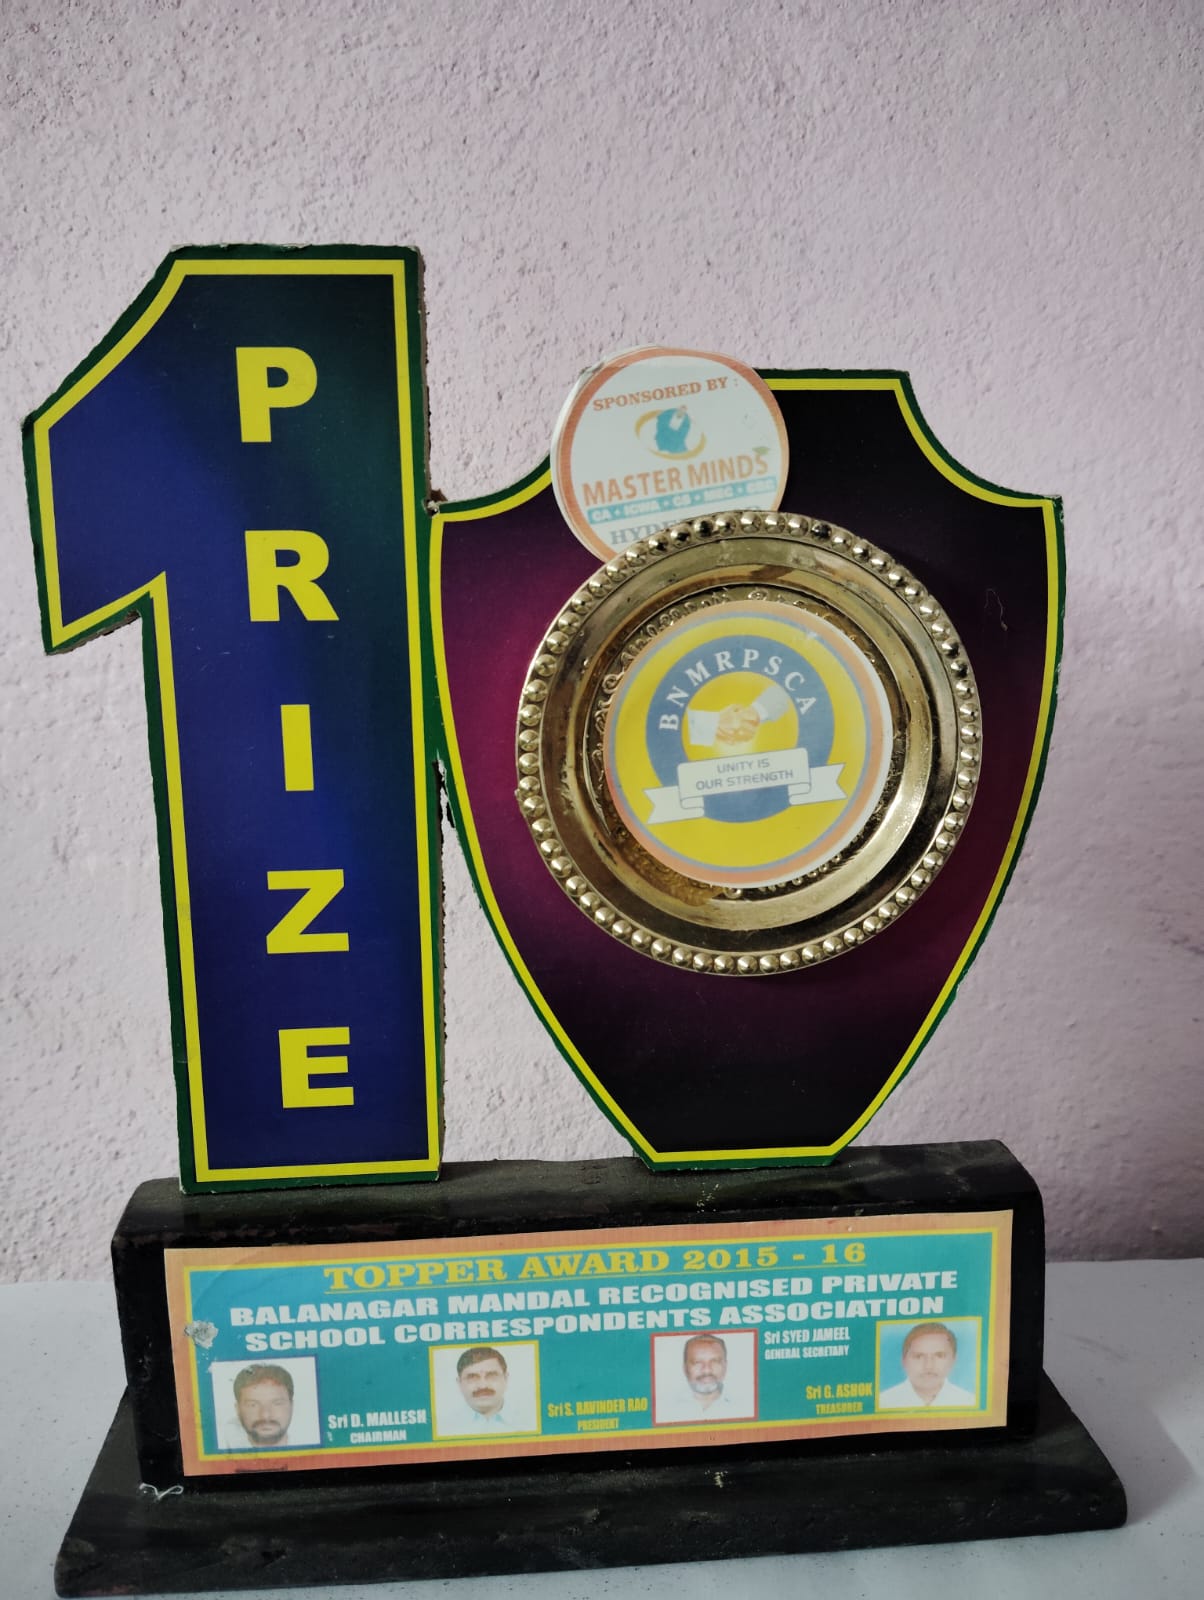 PRIZE
SPONSORED BY :
MASTER MINDS
CA • ICWA • CS • MEC • CEC
BNMRPSCA
UNITY IS
OUR STRENGTH
TOPPER AWARD 2015 - 16
BALANAGAR MANDAL RECOGNISED PRIVATE
SCHOOL CORRESPONDENTS ASSOCIATION
Sri D. MALLESH
CHAIRMAN
Sri S. RAVINDER RAO
PRESIDENT
Sri SYED JAMEEL
GENERAL SECRETARY
Sri G. ASHOK
TREASURER